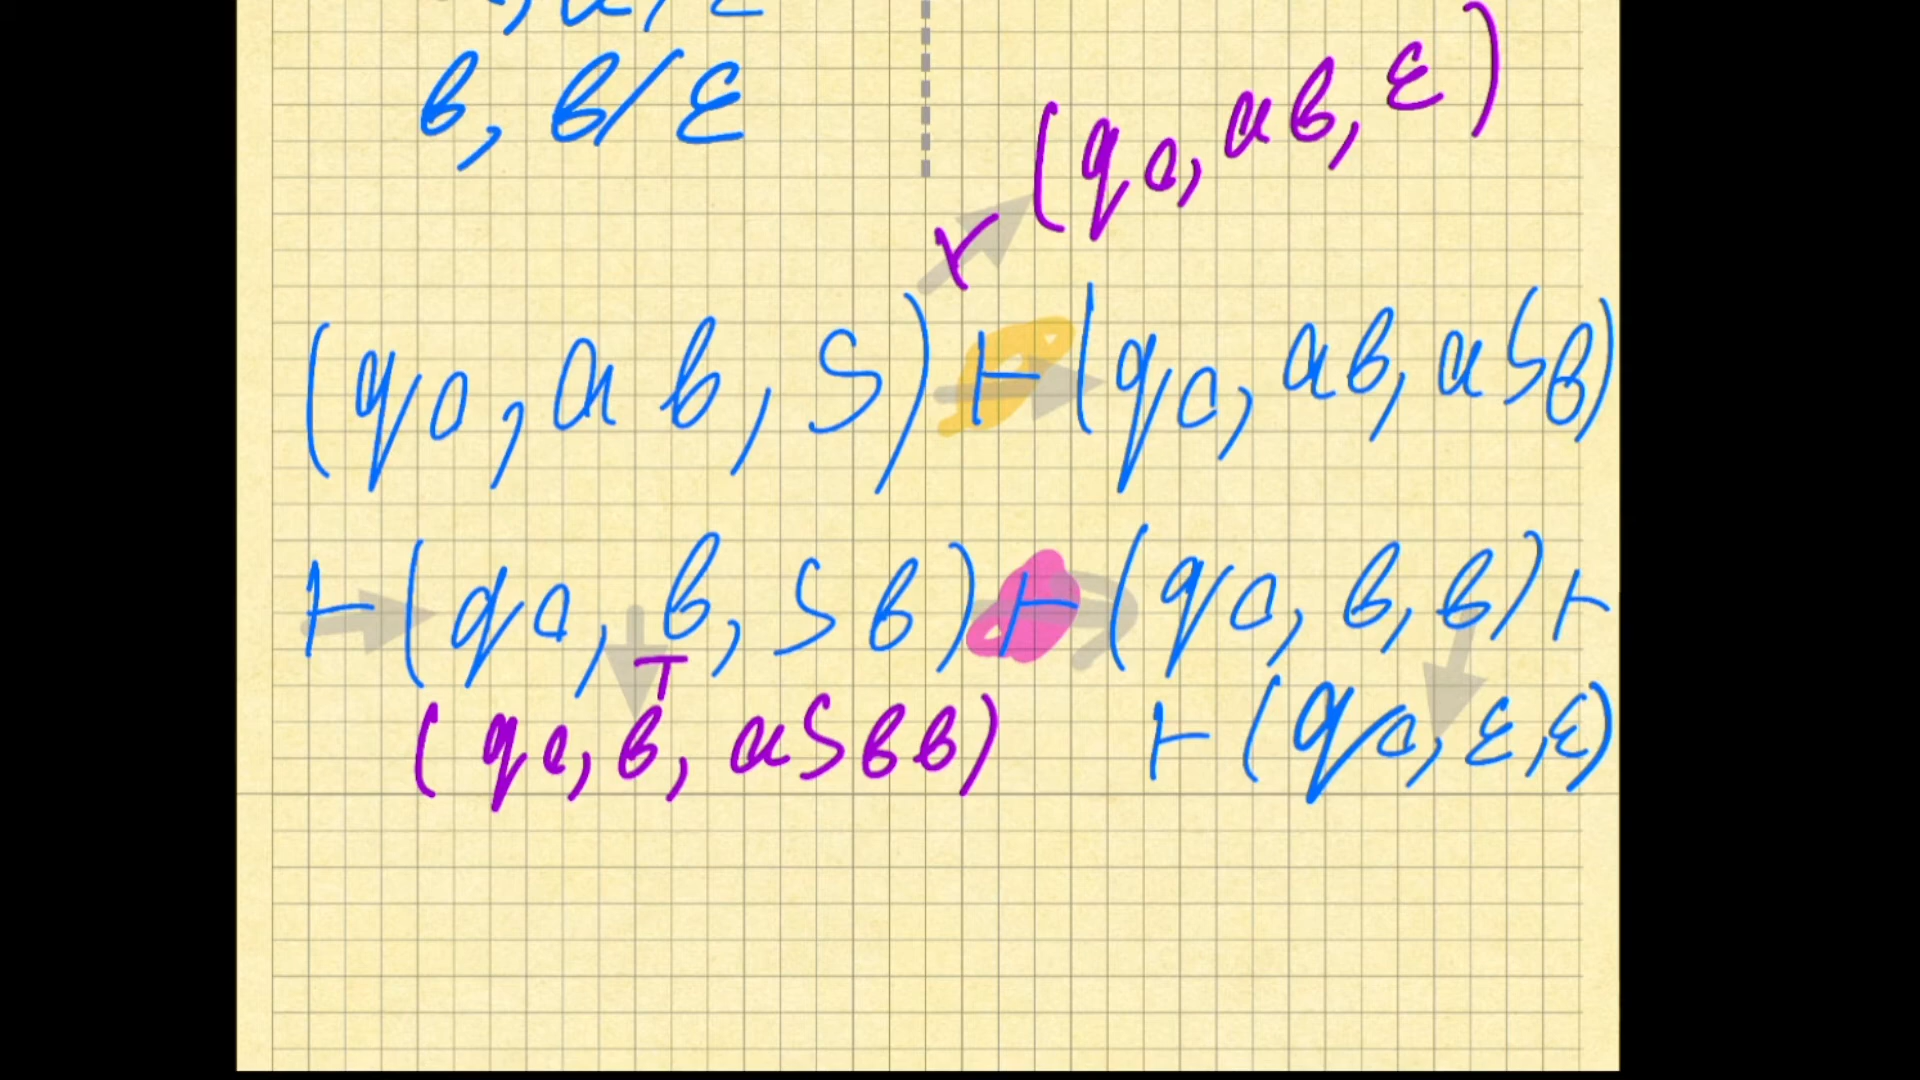 b, b/ε
(q0, ab, ε)
⊢
(q0, ab, S) ⊢ (q0, ab, aSb)
⊢ (q0, b, Sb) ⊢ (q0, b, b) ⊢
⊢
(q0, b, aSbb) ⊢ (q0, ε, ε)